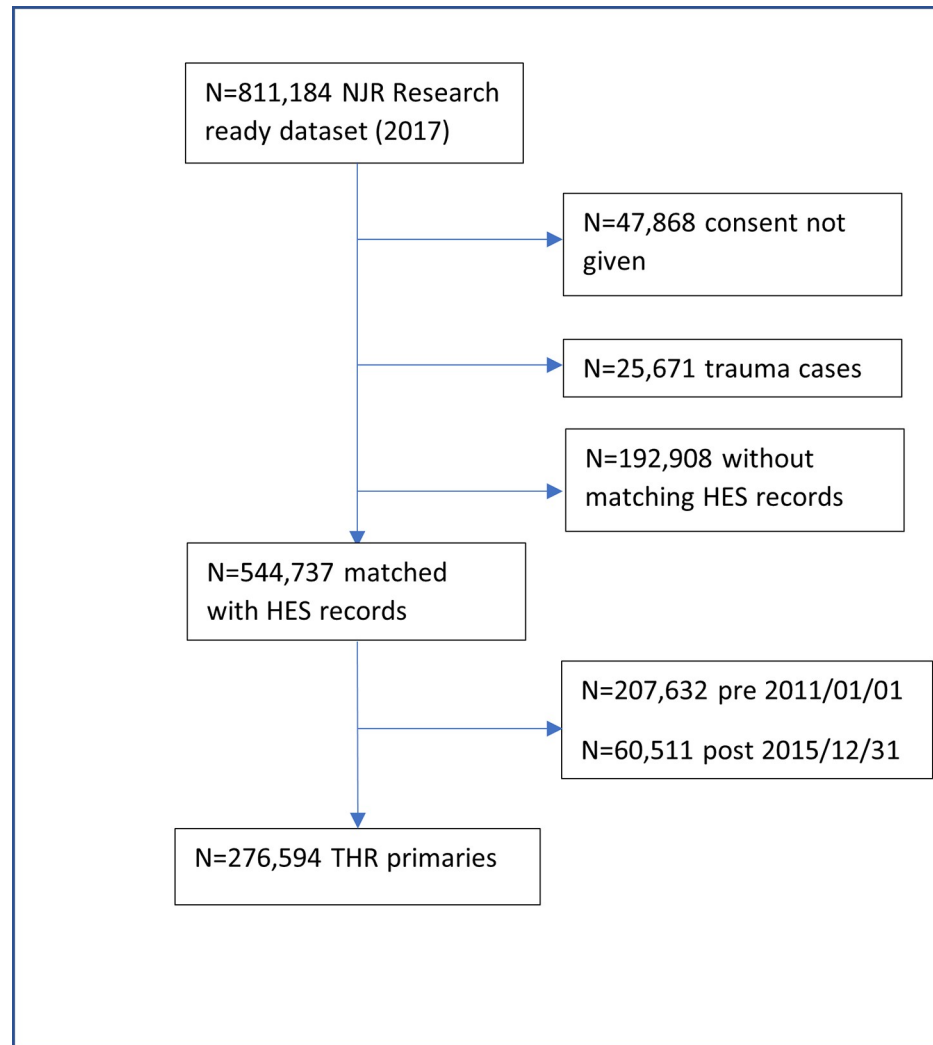 N=811,184 NJR Research
ready dataset (2017)
N=47,868 consent not
given
N=25,671 trauma cases
N=192,908 without
matching HES records
N=544,737 matched
with HES records
N=207,632 pre 2011/01/01
N=60,511 post 2015/12/31
N=276,594 THR primaries